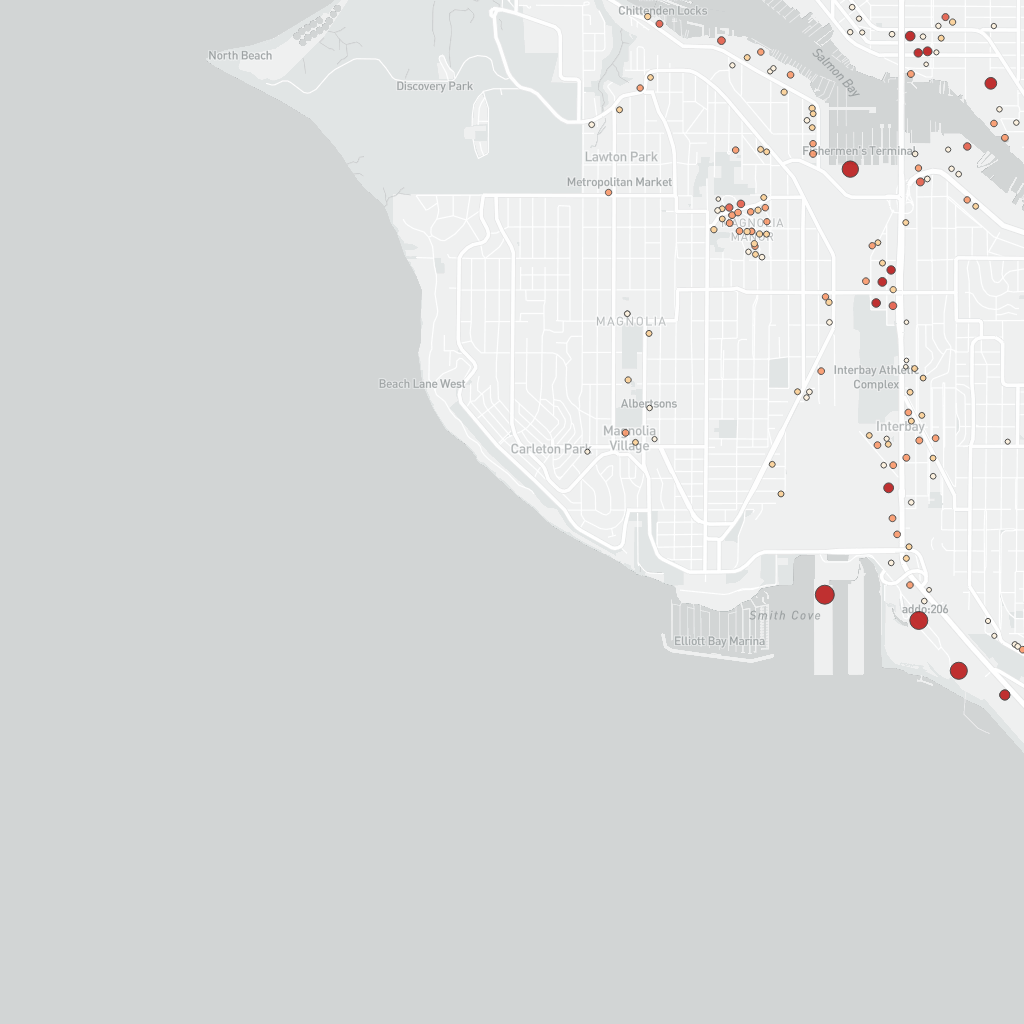 Chittenden Locks
North Beach
Salmon Bay
Discovery Park
Fishermen's Terminal
Lawton Park
Metropolitan Market
MAGNOLIA
MANOR
MAGNOLIA
Interbay Athletic
Complex
Beach Lane West
Albertsons
Interbay
Magnolia
Village
Carleton Park
addo:206
Smith Cove
Elliott Bay Marina